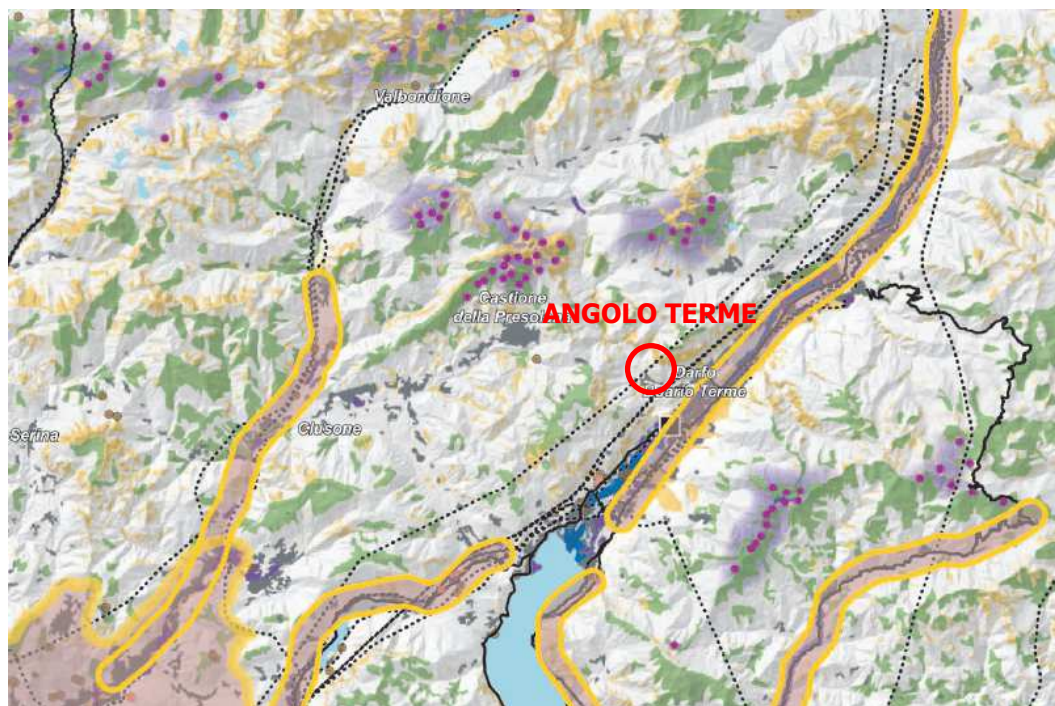 Valbondione
Castione
della Presolana
ANGOLO TERME
Darfo
Boario Terme
Clusone
Serina